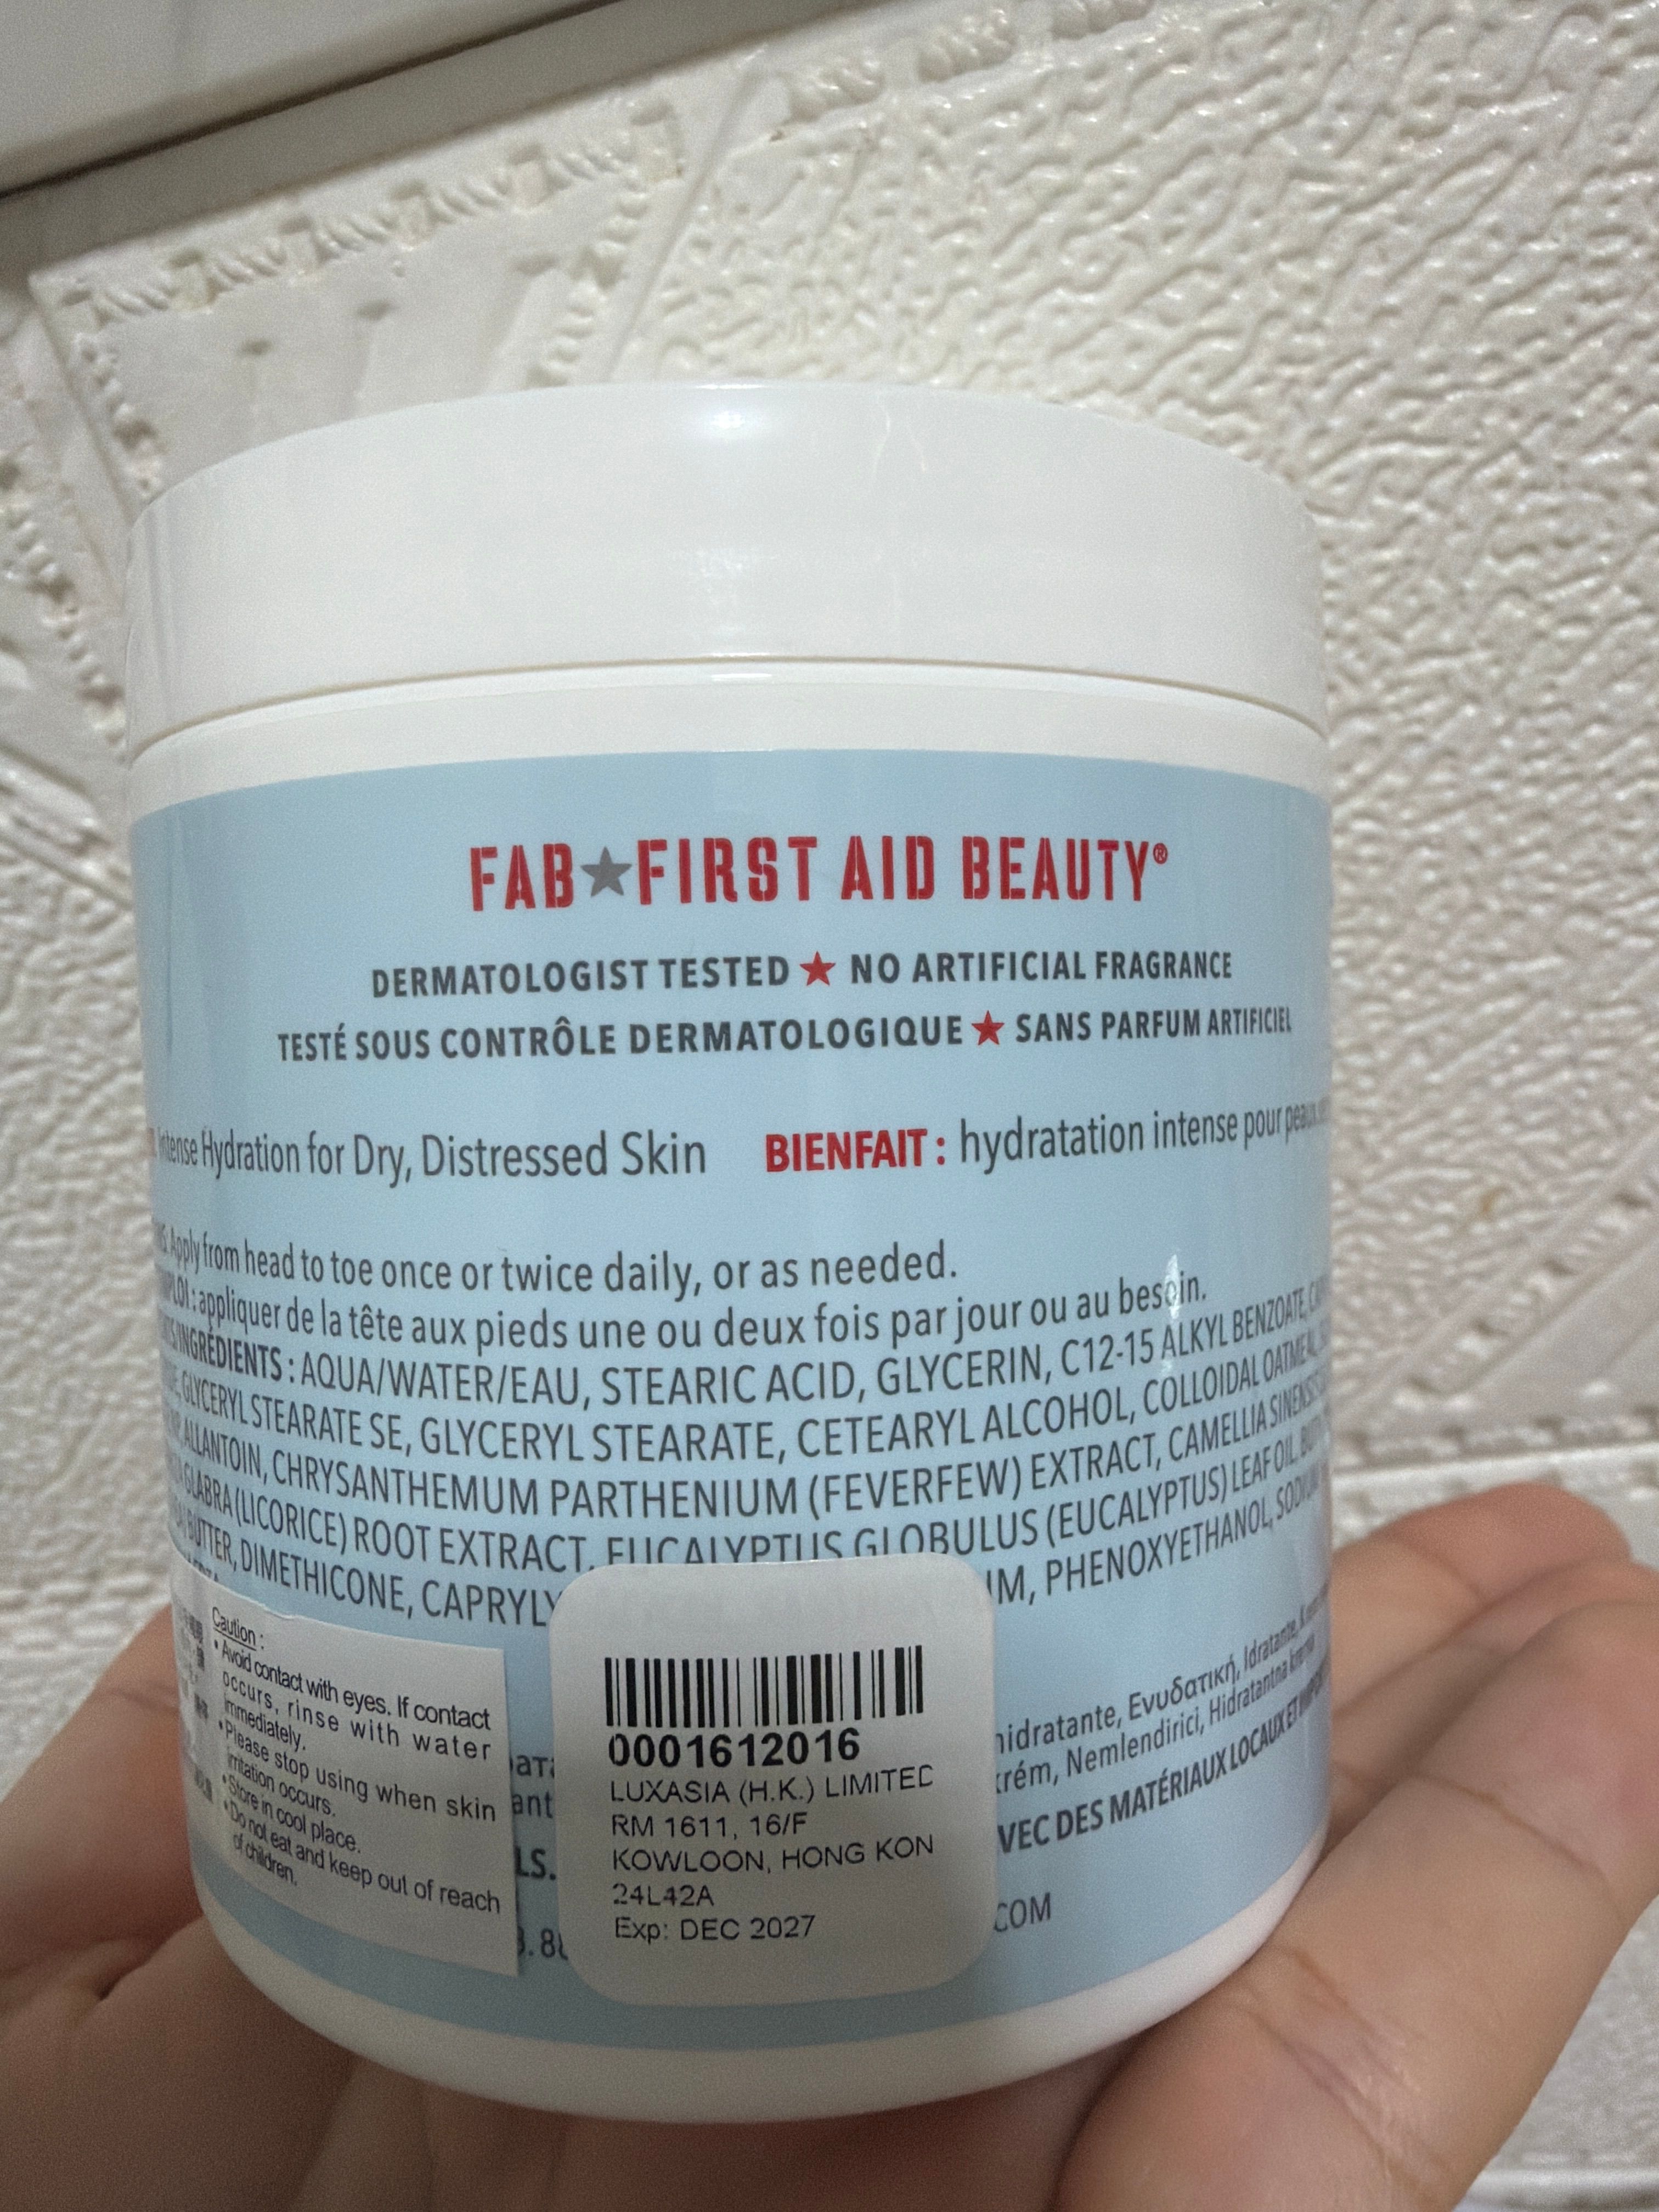 FAB★FIRST AID BEAUTY®
DERMATOLOGIST TESTED ★ NO ARTIFICIAL FRAGRANCE
TESTÉ SOUS CONTRÔLE DERMATOLOGIQUE ★ SANS PARFUM ARTIFICIEL
Intense Hydration for Dry, Distressed Skin BIENFAIT : hydratation intense pour
Apply from head to toe once or twice daily, or as needed.
appliquer de la tête aux pieds une ou deux fois par jour ou au besoin.
INGRÉDIENTS : AQUA/WATER/EAU, STEARIC ACID, GLYCERIN, C12-15 ALKYL BENZOATE,
GLYCERYL STEARATE SE, GLYCERYL STEARATE, CETEARYL ALCOHOL, COLLOIDAL OATMEAL,
ALLANTOIN, CHRYSANTHEMUM PARTHENIUM (FEVERFEW) EXTRACT, CAMELLIA SINENSIS
GLABRA (LICORICE) ROOT EXTRACT, EUCALYPTUS GLOBULUS (EUCALYPTUS) LEAF OIL,
BUTTER, DIMETHICONE, CAPRYLY IM, PHENOXYETHANOL,
Caution :
• Avoid contact with eyes. If contact
occurs, rinse with water
immediately.
• Please stop using when skin
irritation occurs.
• Store in cool place.
• Do not eat and keep out of reach
of children.
0001612016
LUXASIA (H.K.) LIMITED
RM 1611, 16/F
KOWLOON, HONG KON
24L42A
Exp: DEC 2027
hidratante, Ενυδατική, Idratante,
krém, Nemlendirici, Hidratantna krema
VEC DES MATÉRIAUX LOCAUX ET
LS.
.COM